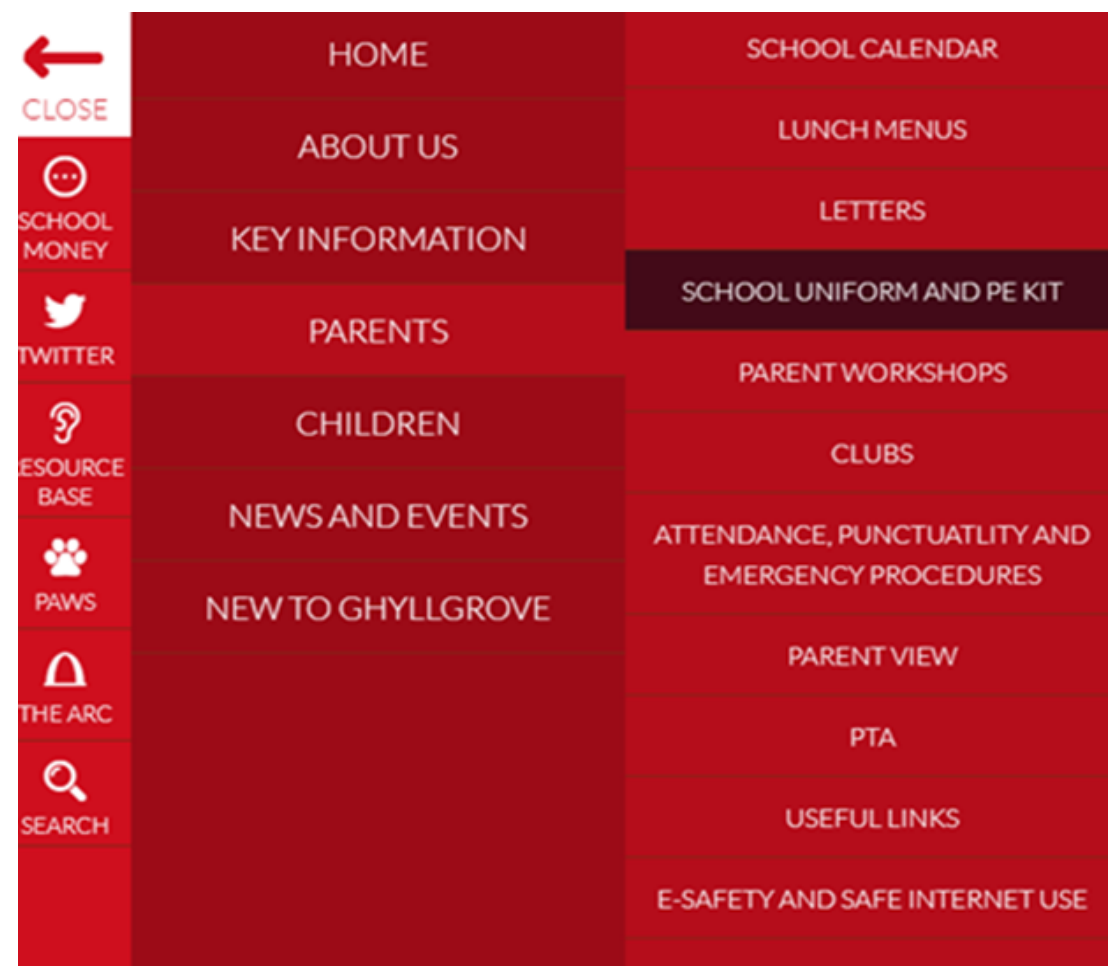 CLOSE
SCHOOL
MONEY
TWITTER
ESOURCE
BASE
PAWS
THE ARC
SEARCH
HOME
ABOUT US
KEY INFORMATION
PARENTS
CHILDREN
NEWS AND EVENTS
NEW TO GHYLLGROVE
SCHOOL CALENDAR
LUNCH MENUS
LETTERS
SCHOOL UNIFORM AND PE KIT
PARENT WORKSHOPS
CLUBS
ATTENDANCE, PUNCTUATLITY AND
EMERGENCY PROCEDURES
PARENT VIEW
PTA
USEFUL LINKS
E-SAFETY AND SAFE INTERNET USE